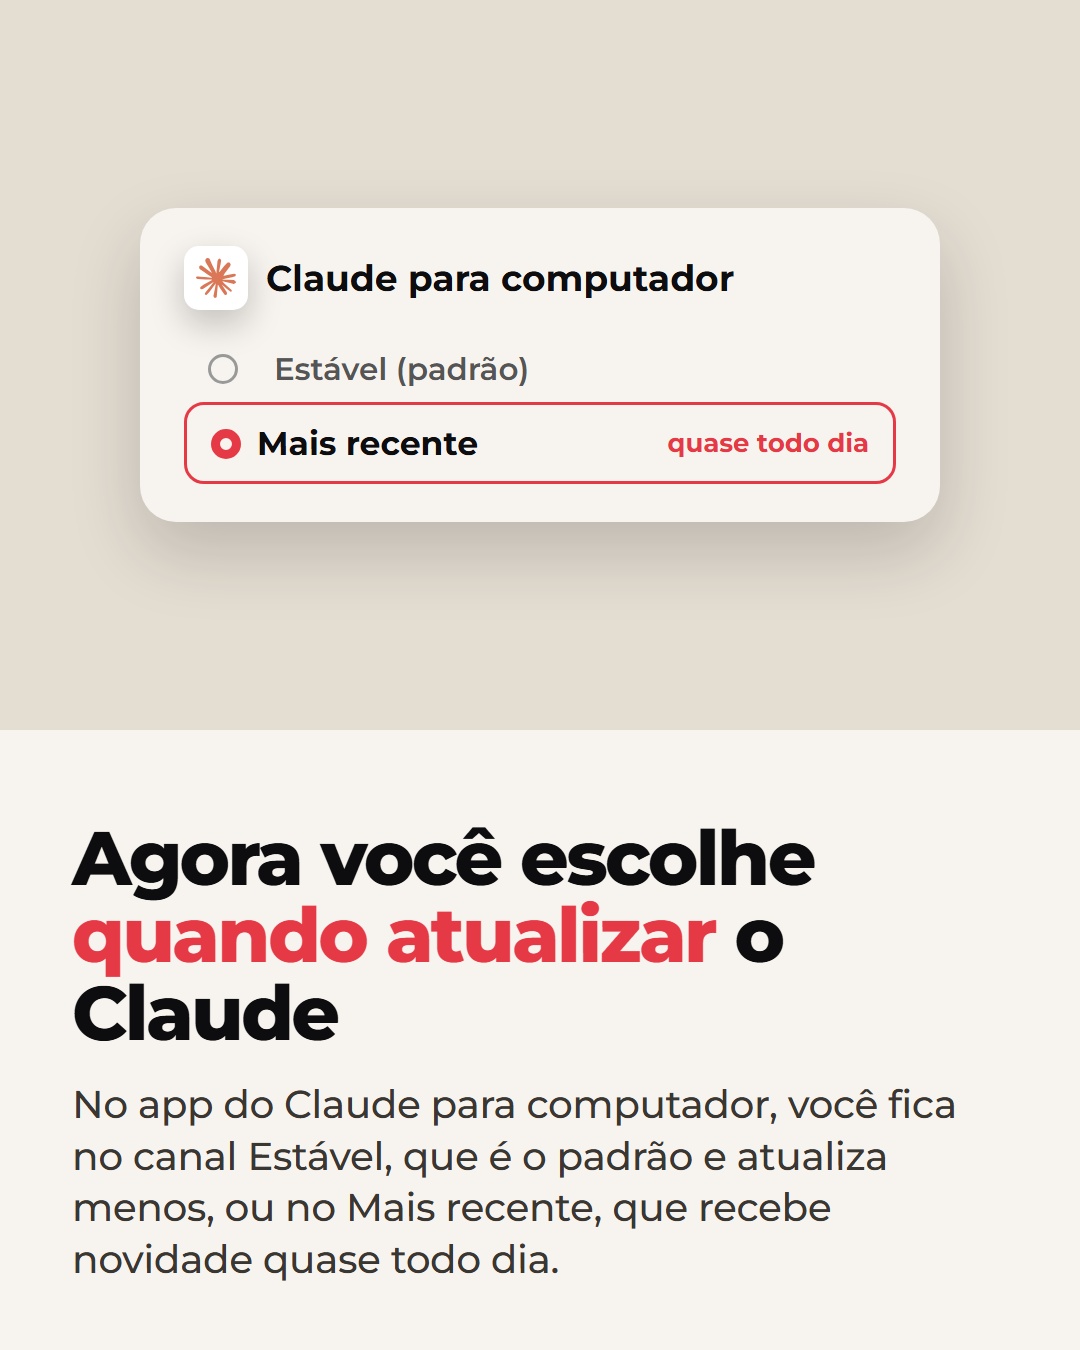 Claude para computador
Estável (padrão)
Mais recente
quase todo dia
Agora você escolhe
quando atualizar o
Claude
No app do Claude para computador, você fica
no canal Estável, que é o padrão e atualiza
menos, ou no Mais recente, que recebe
novidade quase todo dia.